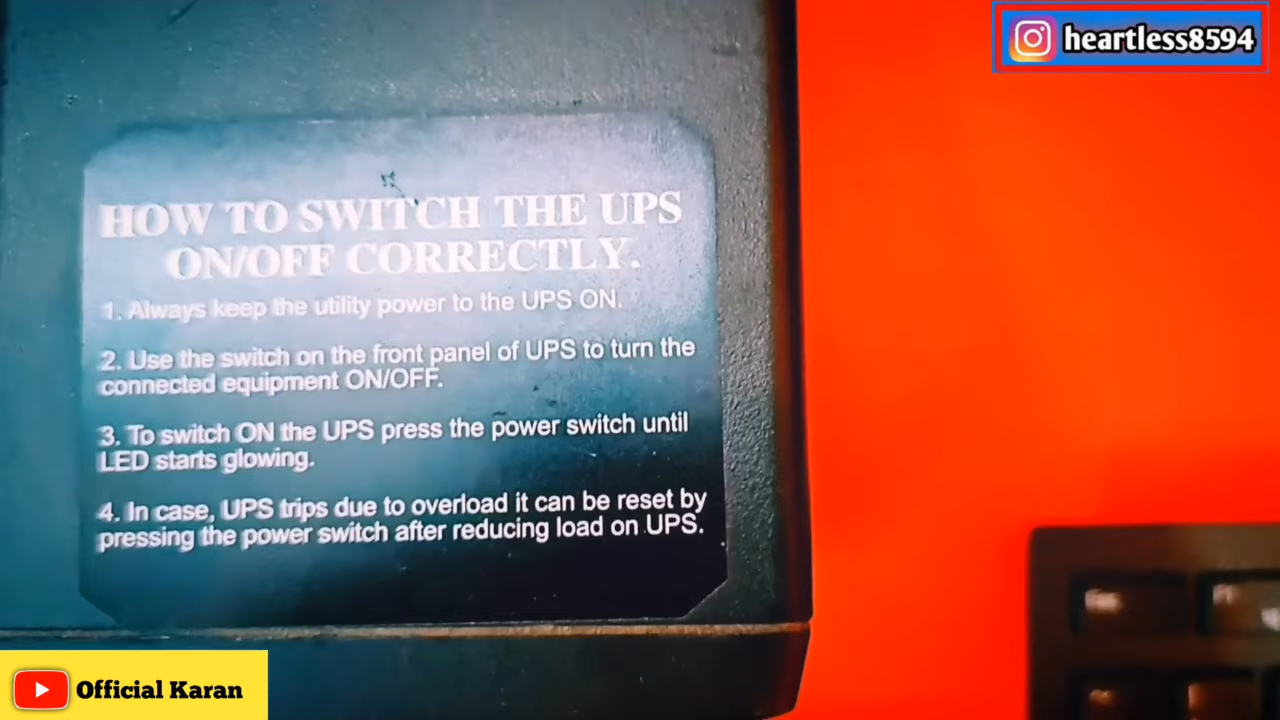 heartless8594
HOW TO SWITCH THE UPS
ON/OFF CORRECTLY.
1. Always keep the utility power to the UPS ON.
2. Use the switch on the front panel of UPS to turn the
connected equipment ON/OFF.
3. To switch ON the UPS press the power switch until
LED starts glowing.
4. In case, UPS trips due to overload it can be reset by
pressing the power switch after reducing load on UPS.
Official Karan